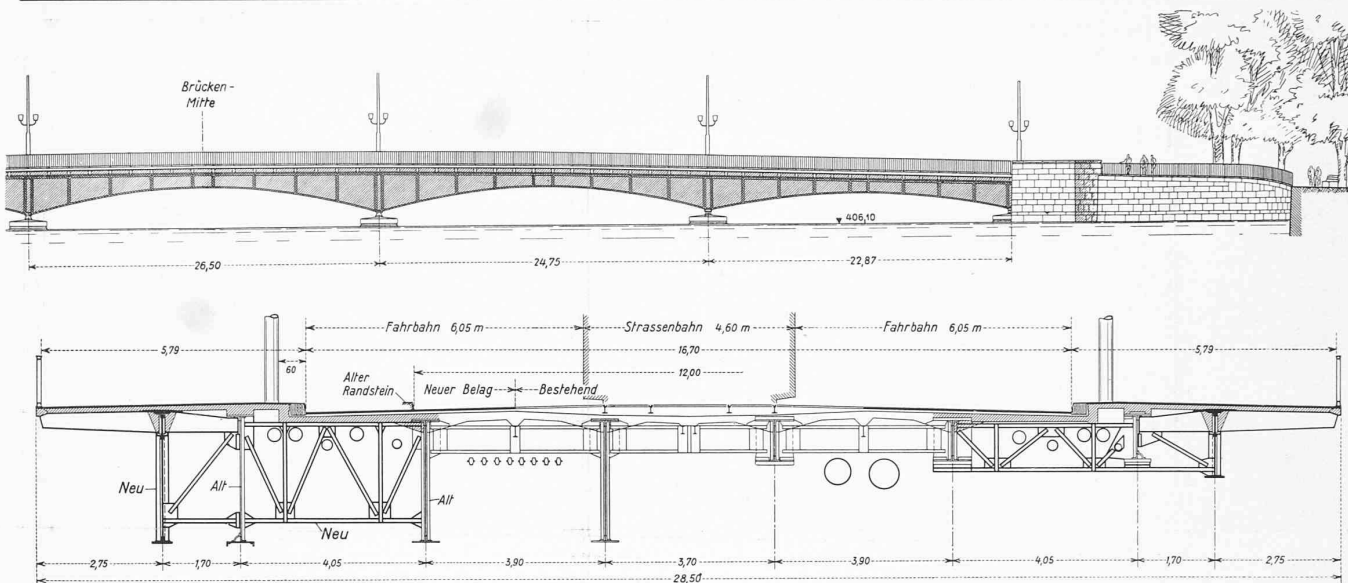 Brücken-
Mitte
406,10
26,50 24,75 22,87
Fahrbahn 6,05 m Strassenbahn 4,60 m Fahrbahn 6,05 m
5,79 16,70 5,79
60
12,00
Alter
Randstein
Neuer Belag Bestehend
Neu Alt Alt
Neu
2,75 1,70 4,05 3,90 3,70 3,90 4,05 1,70 2,75
28,50